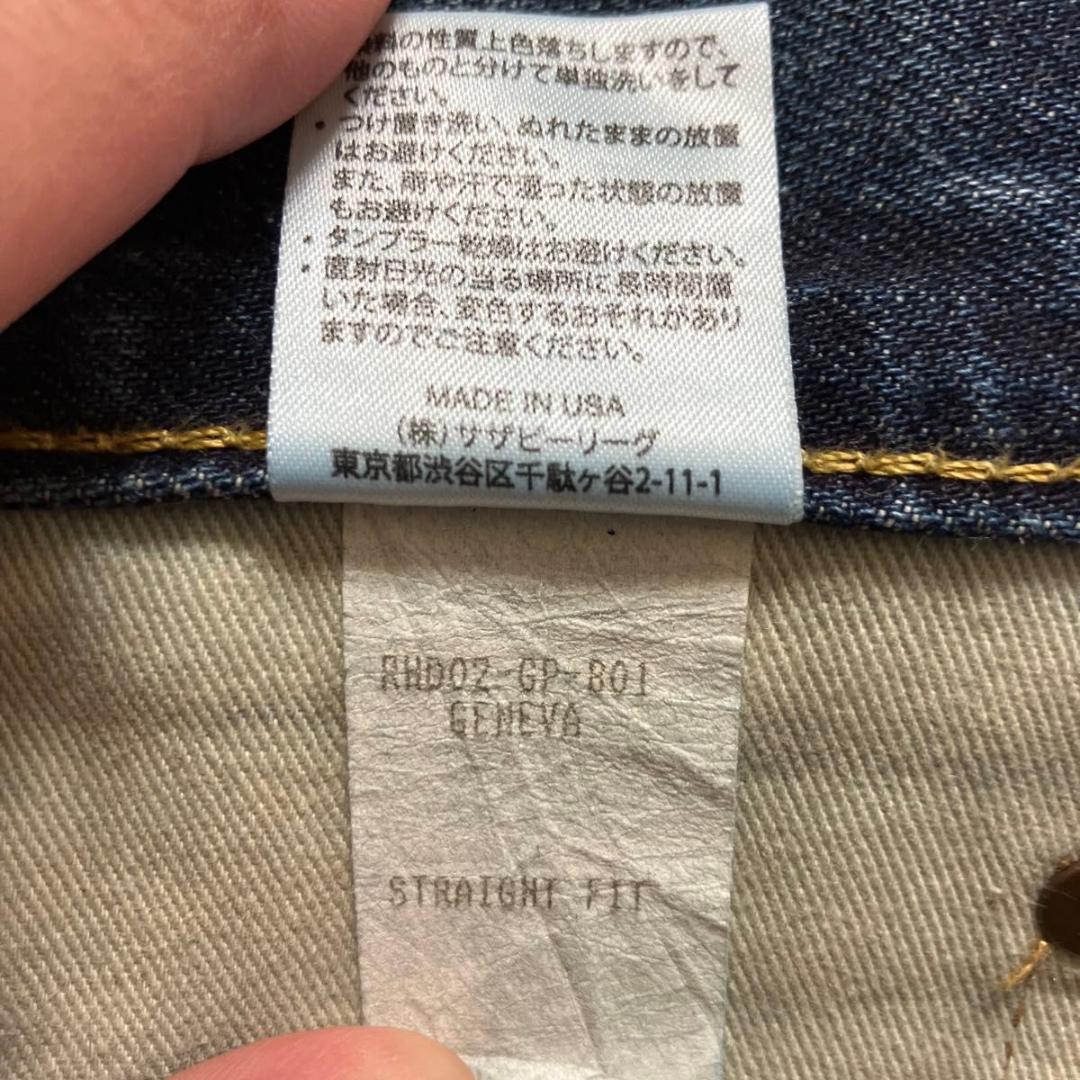 の性質上色落ちしますので、
他のものと分けて単独洗いをして
ください。
・つけ置き洗い、ぬれたままの放置
はお避けください。
また、雨や汗で湿った状態の放置
もお避けください。
・タンブラー乾燥はお避けください。
・直射日光の当る場所に長時間置
いた場合、変色するおそれがあり
ますのでご注意ください。
MADE IN USA
（株）サザビーリーグ
東京都渋谷区千駄ヶ谷2-11-1
RHD02-GP-B01
GENEVA
STRAIGHT FIT